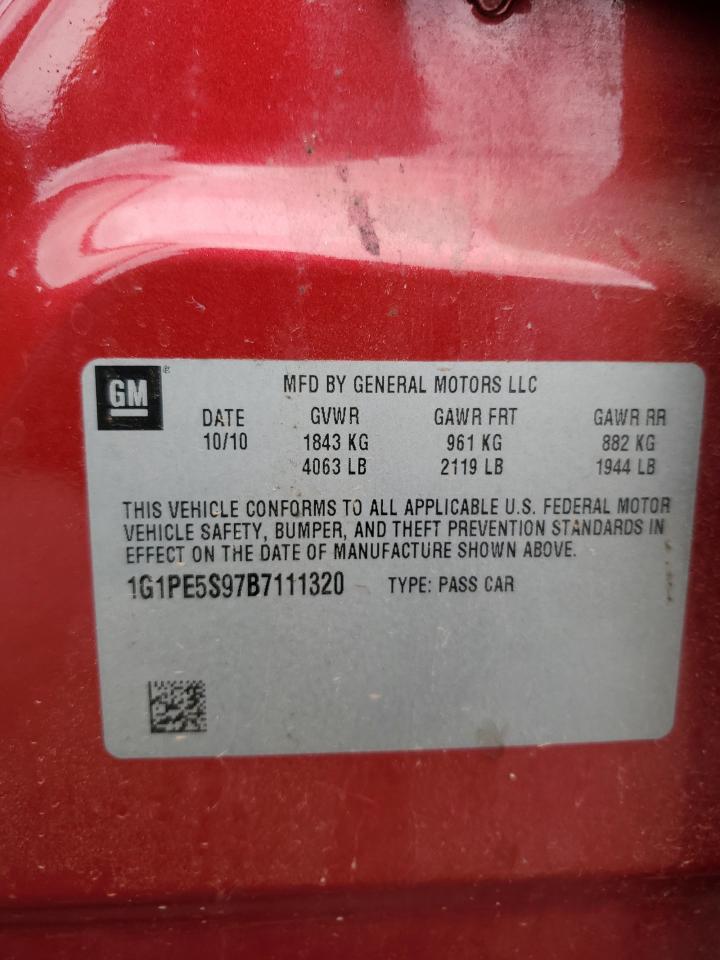 GM ® MFD BY GENERAL MOTORS LLC
DATE GVWR GAWR FRT GAWR RR
10/10 1843 KG 961 KG 882 KG
4063 LB 2119 LB 1944 LB
THIS VEHICLE CONFORMS TO ALL APPLICABLE U.S. FEDERAL MOTOR
VEHICLE SAFETY, BUMPER, AND THEFT PREVENTION STANDARDS IN
EFFECT ON THE DATE OF MANUFACTURE SHOWN ABOVE.
1G1PE5S97B7111320 TYPE: PASS CAR